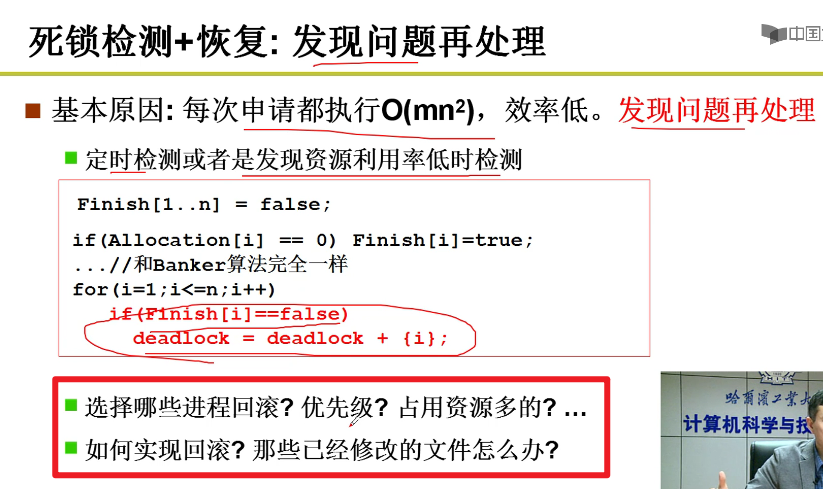 死锁检测+恢复: 发现问题再处理
中国
基本原因: 每次申请都执行O(mn²)，效率低。发现问题再处理
定时检测或者是发现资源利用率低时检测
Finish[1..n] = false;
if(Allocation[i] == 0) Finish[i]=true;
...//和Banker算法完全一样
for(i=1;i<=n;i++)
if(Finish[i]==false)
deadlock = deadlock + {i};
选择哪些进程回滚? 优先级? 占用资源多的? ...
如何实现回滚? 那些已经修改的文件怎么办?
哈尔滨工业大
计算机科学与技